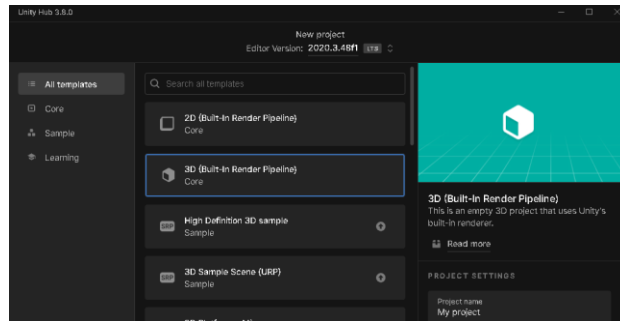 Unity Hub 3.8.0
New project
Editor Version: 2020.3.48f1 LTS
All templates
Core
Sample
Learning
Search all templates
2D (Built-In Render Pipeline)
Core
3D (Built-In Render Pipeline)
Core
SRP
High Definition 3D sample
Sample
SRP
3D Sample Scene (URP)
Sample
3D (Built-In Render Pipeline)
This is an empty 3D project that uses Unity's
built-in renderer.
Read more
PROJECT SETTINGS
Project name
My project